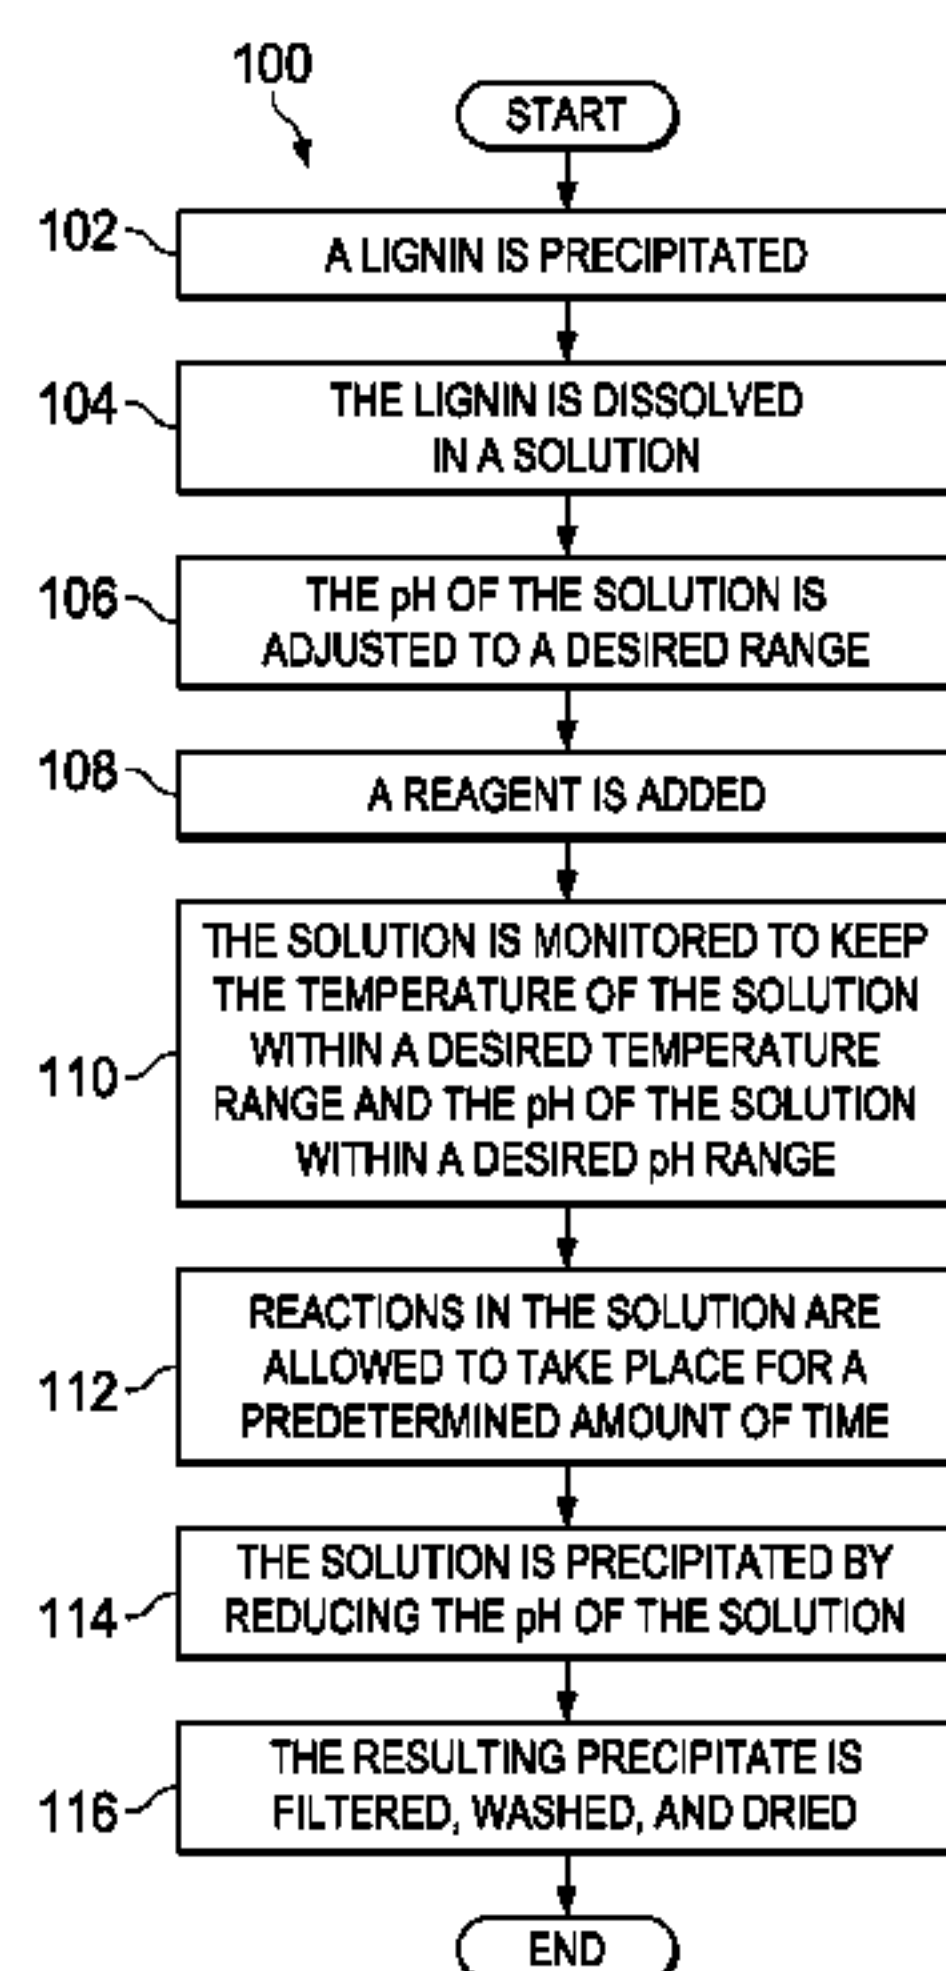 100
START
102
A LIGNIN IS PRECIPITATED
104
THE LIGNIN IS DISSOLVED
IN A SOLUTION
106
THE pH OF THE SOLUTION IS
ADJUSTED TO A DESIRED RANGE
108
A REAGENT IS ADDED
110
THE SOLUTION IS MONITORED TO KEEP
THE TEMPERATURE OF THE SOLUTION
WITHIN A DESIRED TEMPERATURE
RANGE AND THE pH OF THE SOLUTION
WITHIN A DESIRED pH RANGE
112
REACTIONS IN THE SOLUTION ARE
ALLOWED TO TAKE PLACE FOR A
PREDETERMINED AMOUNT OF TIME
114
THE SOLUTION IS PRECIPITATED BY
REDUCING THE pH OF THE SOLUTION
116
THE RESULTING PRECIPITATE IS
FILTERED, WASHED, AND DRIED
END